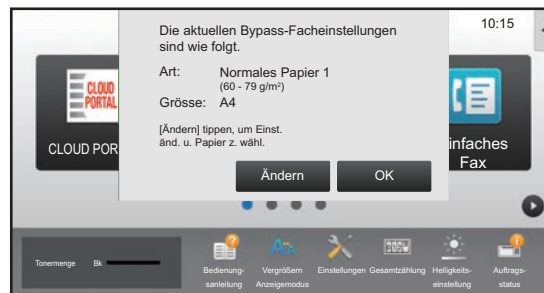 10:15
Die aktuellen Bypass-Facheinstellungen
sind wie folgt.
Art: Normales Papier 1
(60 - 79 g/m²)
Grösse: A4
[Ändern] tippen, um Einst.
änd. u. Papier z. wähl.
Ändern OK
CLOUD
PORTAL
CLOUD POR
infaches
Fax
Tonermenge Bk
Bedienung-
sanleitung
Vergrößern
Anzeigemodus
Einstellungen
Gesamtzählung
Helligkeits-
einstellung
Auftrags-
status